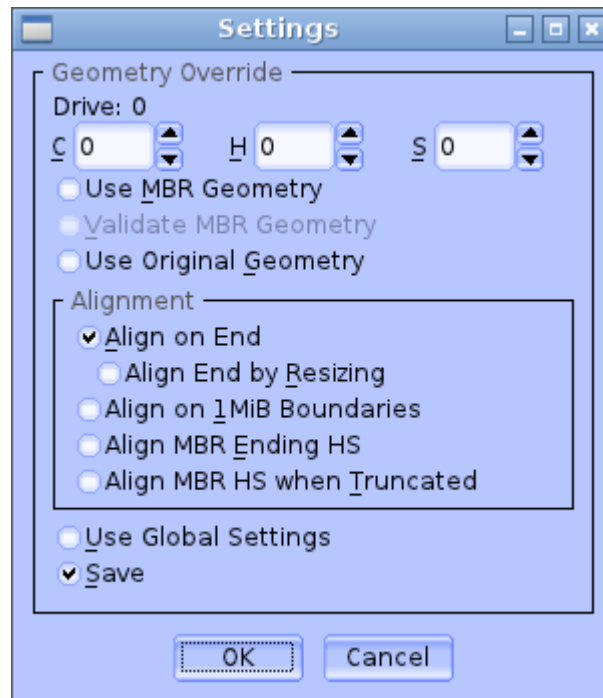 Settings
Geometry Override
Drive: 0
C 0 H 0 S 0
Use MBR Geometry
Validate MBR Geometry
Use Original Geometry
Alignment
Align on End
Align End by Resizing
Align on 1MiB Boundaries
Align MBR Ending HS
Align MBR HS when Truncated
Use Global Settings
Save
OK Cancel